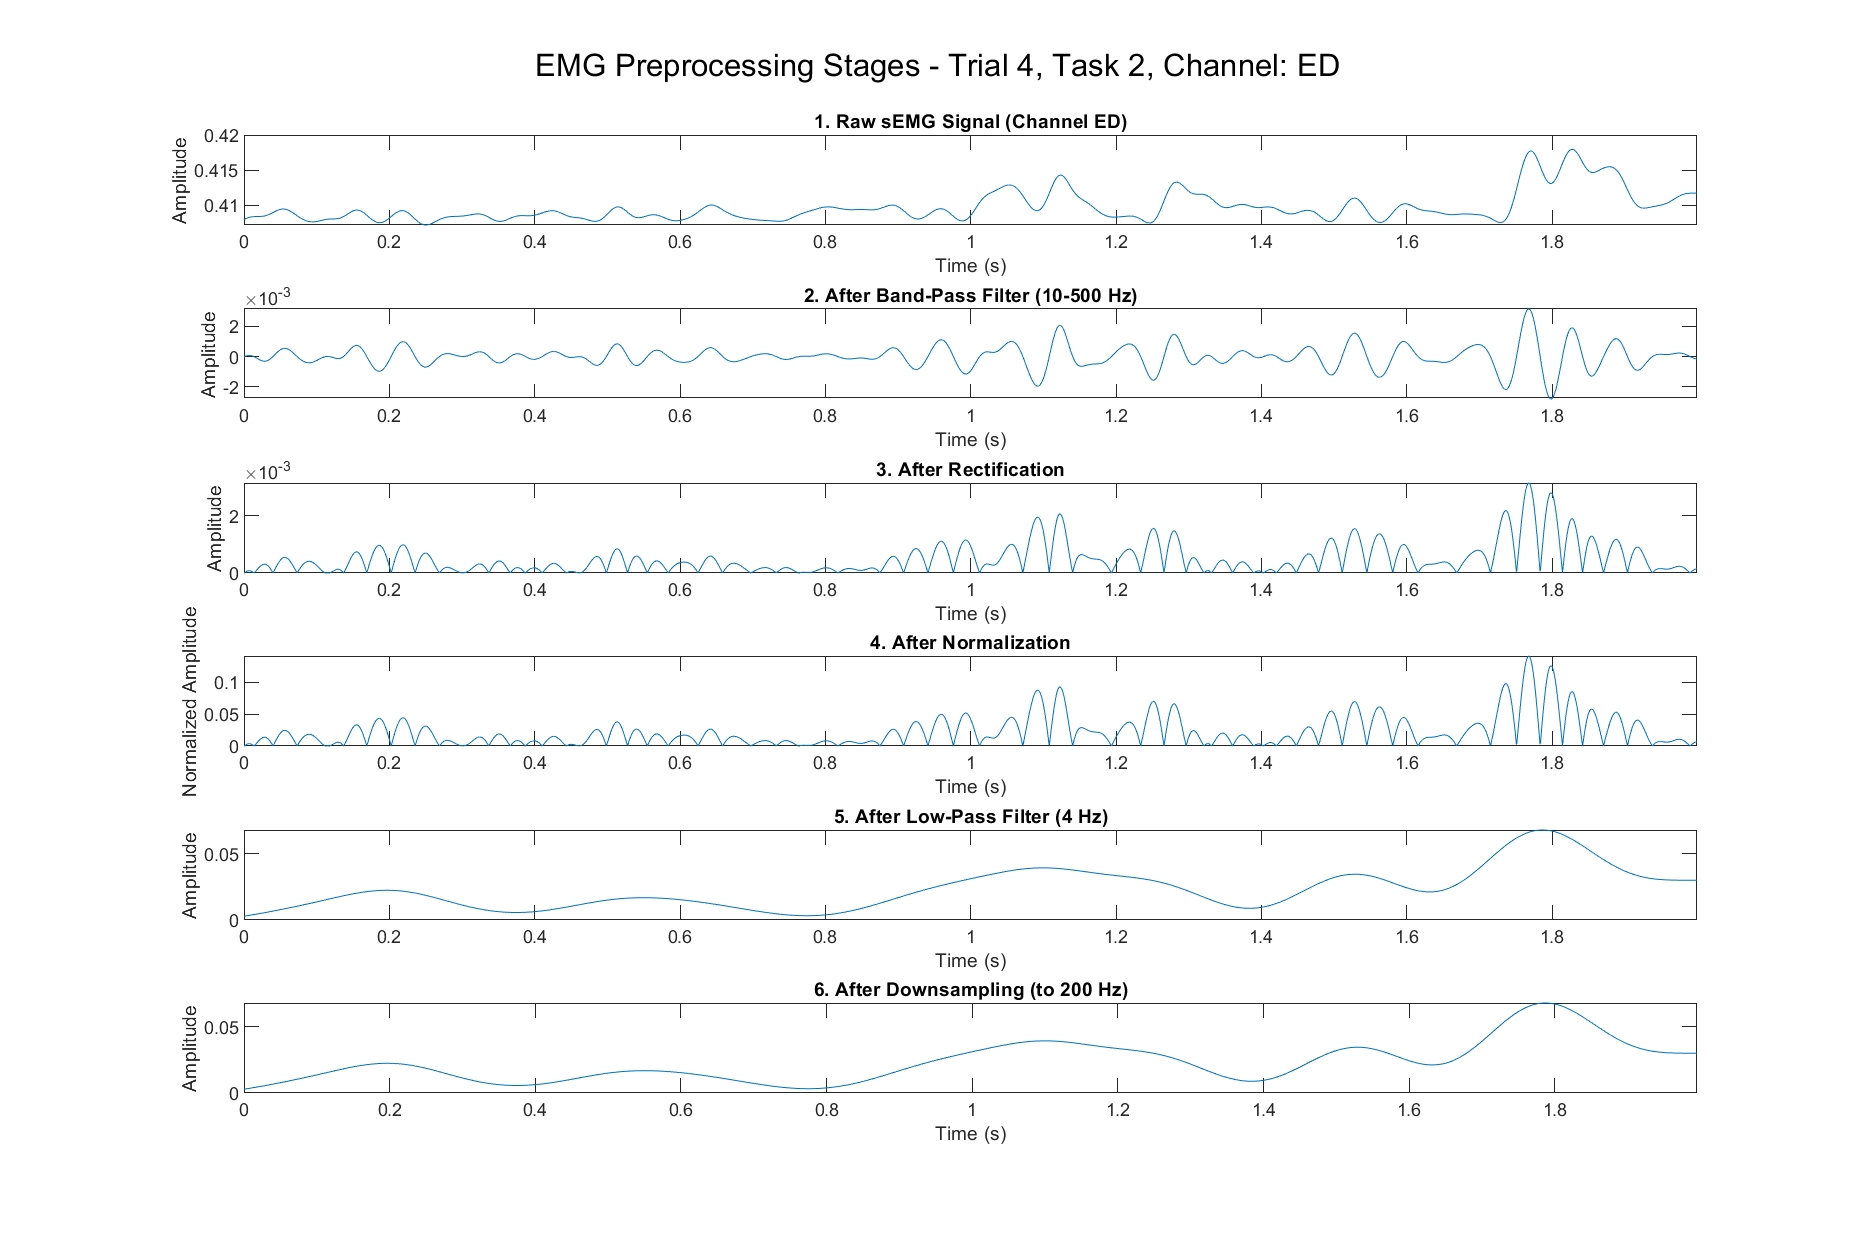 EMG Preprocessing Stages - Trial 4, Task 2, Channel: ED
1. Raw sEMG Signal (Channel ED)
Amplitude
0.42
0.415
0.41
0 0.2 0.4 0.6 0.8 1 1.2 1.4 1.6 1.8
Time (s)
2. After Band-Pass Filter (10-500 Hz)
×10⁻³
Amplitude
2
0
-2
0 0.2 0.4 0.6 0.8 1 1.2 1.4 1.6 1.8
Time (s)
3. After Rectification
×10⁻³
Amplitude
2
0
0 0.2 0.4 0.6 0.8 1 1.2 1.4 1.6 1.8
Time (s)
4. After Normalization
Normalized Amplitude
0.1
0.05
0
0 0.2 0.4 0.6 0.8 1 1.2 1.4 1.6 1.8
Time (s)
5. After Low-Pass Filter (4 Hz)
Amplitude
0.05
0
0 0.2 0.4 0.6 0.8 1 1.2 1.4 1.6 1.8
Time (s)
6. After Downsampling (to 200 Hz)
Amplitude
0.05
0
0 0.2 0.4 0.6 0.8 1 1.2 1.4 1.6 1.8
Time (s)